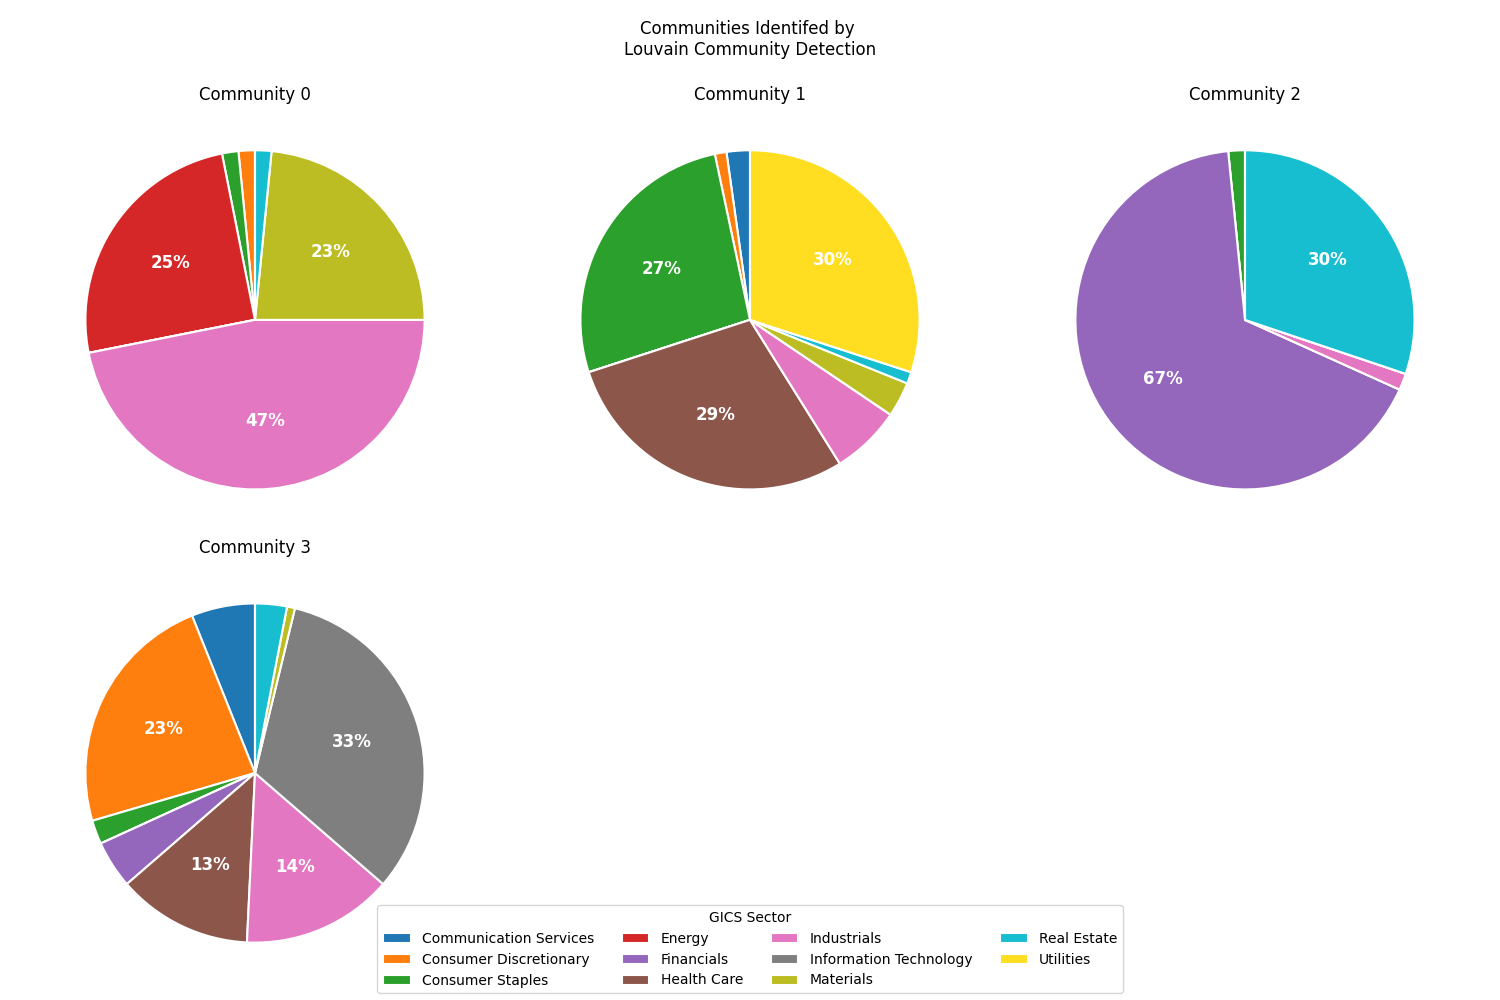 Communities Identifed by
Louvain Community Detection
Community 0
Community 1
Community 2
25%
23%
47%
27%
30%
29%
30%
67%
Community 3
23%
33%
13%
14%
GICS Sector
Communication Services
Consumer Discretionary
Consumer Staples
Energy
Financials
Health Care
Industrials
Information Technology
Materials
Real Estate
Utilities